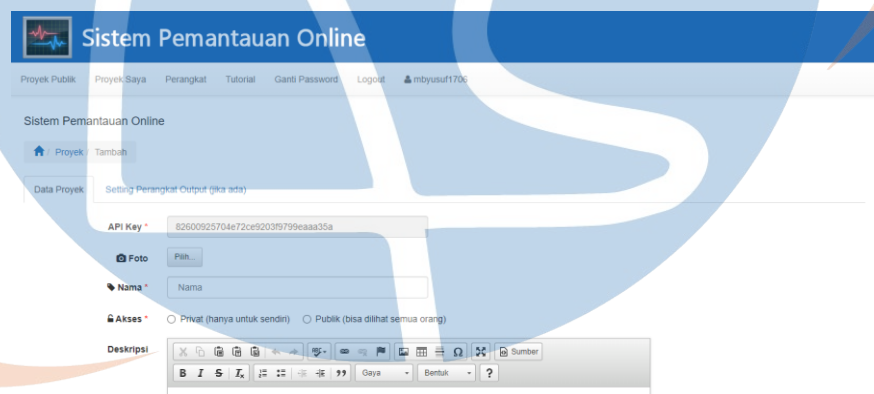 Sistem Pemantauan Online
Proyek Publik Proyek Saya Perangkat Tutorial Ganti Password Logout mbyusuf1706
Sistem Pemantauan Online
/ Proyek / Tambah
Data Proyek Setting Perangkat Output (jika ada)
API Key * 82600925704e72ce9203f9799eaaa35a
Foto Pilih...
Nama * Nama
Akses * Privat (hanya untuk sendiri) Publik (bisa dilihat semua orang)
Deskripsi
Sumber
B I S Ix Gaya Bentuk ?